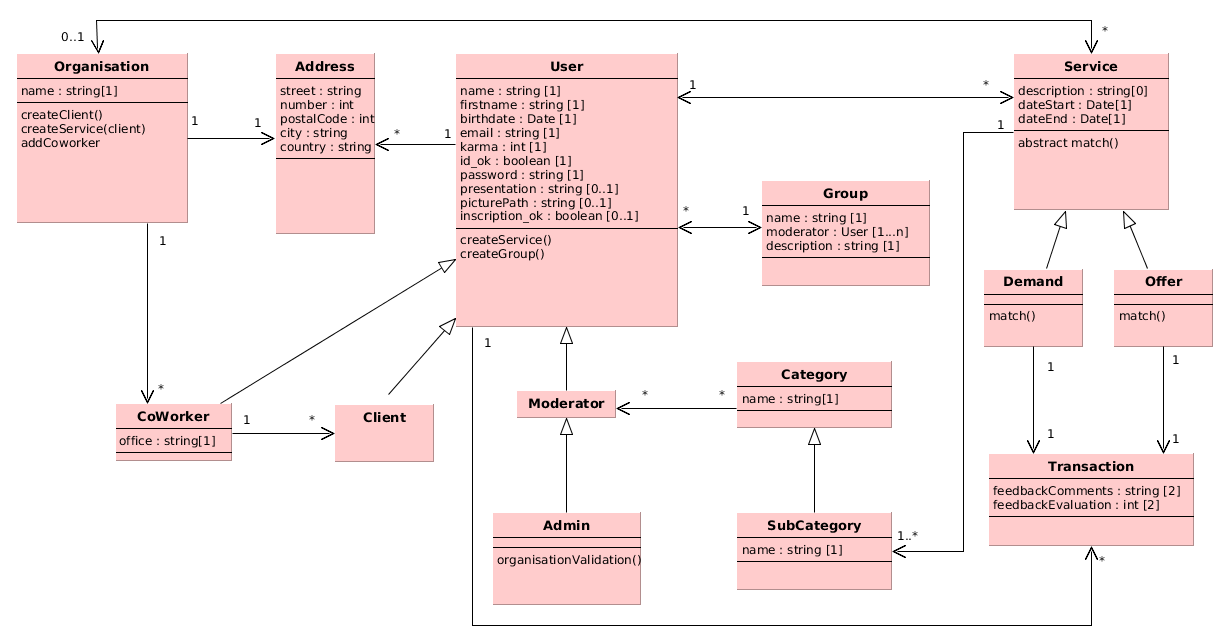 0..1
*
Organisation
name : string[1]
createClient()
createService(client)
addCoworker
1
1
Address
street : string
number : int
postalCode : int
city : string
country : string
*
1
User
name : string [1]
firstname : string [1]
birthdate : Date [1]
email : string [1]
karma : int [1]
id_ok : boolean [1]
password : string [1]
presentation : string [0..1]
picturePath : string [0..1]
inscription_ok : boolean [0..1]
createService()
createGroup()
1
*
Service
description : string[0]
dateStart : Date[1]
dateEnd : Date[1]
abstract match()
1
*
1
Group
name : string [1]
moderator : User [1...n]
description : string [1]
1
*
Demand
match()
Offer
match()
1
1
1
1
1
CoWorker
office : string[1]
1
*
Client
Moderator
*
*
Category
name : string[1]
Admin
organisationValidation()
SubCategory
name : string [1]
1..*
Transaction
feedbackComments : string [2]
feedbackEvaluation : int [2]
*